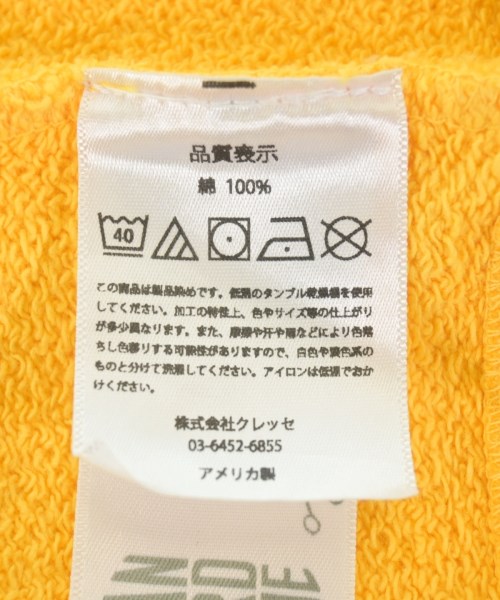 品質表示
綿 100%
40
この商品は製品染めです。低温のタンブル乾燥機を使用
してください。加工の特性上、色やサイズ等の仕上がり
が多少異なります。また、摩擦や汗や雨などにより色落
ちし色移りする可能性がありますので、白色や淡色系の
ものと分けて洗濯してください。アイロンは低温でおか
けください。
株式会社クレッセ
03-6452-6855
アメリカ製